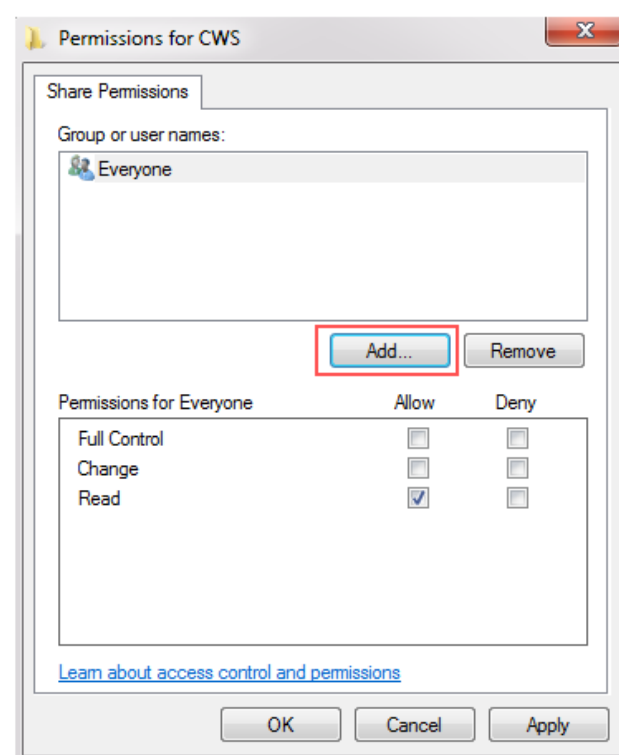 Permissions for CWS
Share Permissions
Group or user names:
Everyone
Add... Remove
Permissions for Everyone Allow Deny
Full Control
Change
Read
Learn about access control and permissions
OK Cancel Apply